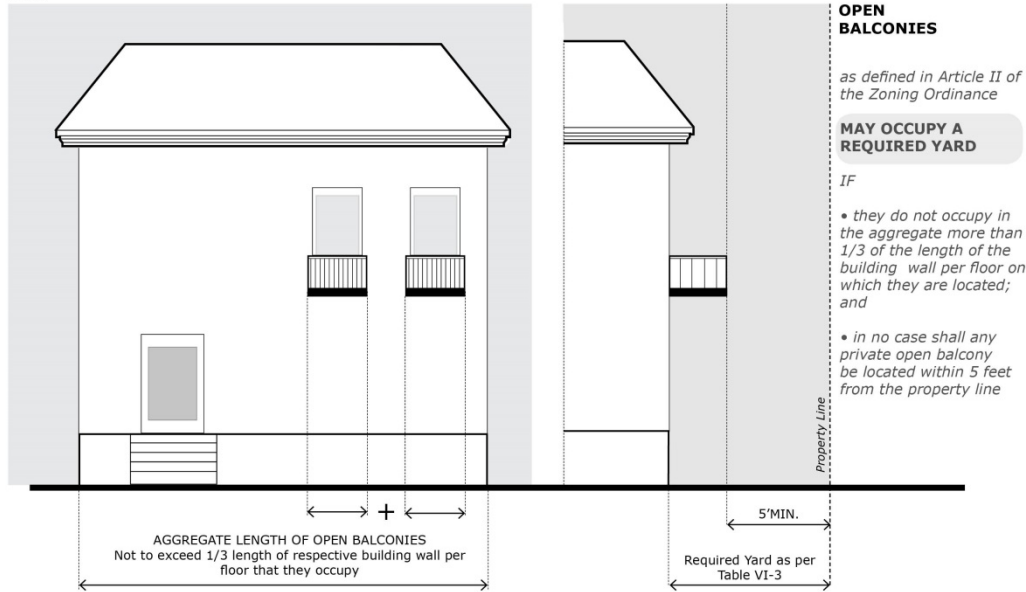 OPEN
BALCONIES
as defined in Article II of
the Zoning Ordinance
MAY OCCUPY A
REQUIRED YARD
IF
• they do not occupy in
the aggregate more than
1/3 of the length of the
building wall per floor on
which they are located;
and
• in no case shall any
private open balcony
be located within 5 feet
from the property line
Property Line
+
5'MIN.
AGGREGATE LENGTH OF OPEN BALCONIES
Not to exceed 1/3 length of respective building wall per
floor that they occupy
Required Yard as per
Table VI-3